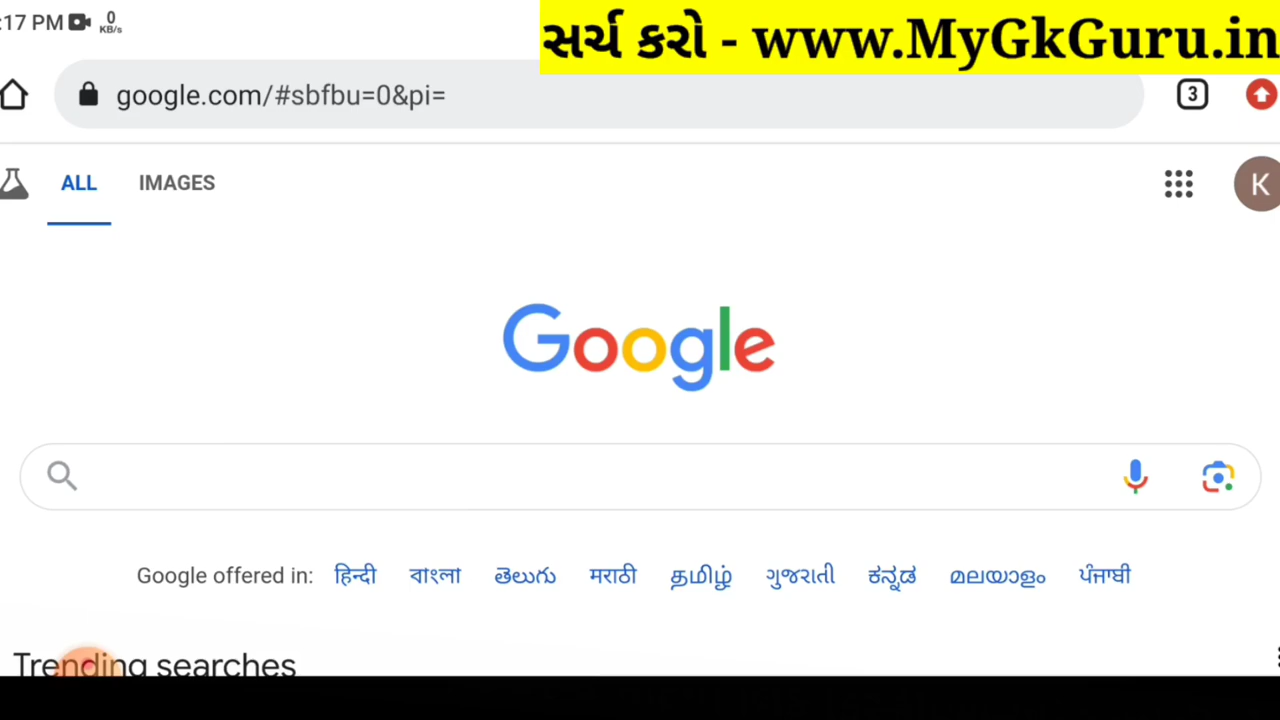 :17 PM 0 KB/s
સર્ચ કરો - www.MyGkGuru.in
google.com/#sbfbu=0&pi=
3
ALL IMAGES
K
Google
Google offered in: हिन्दी বাংলা తెలుగు मराठी தமிழ் ગુજરાતી ಕನ್ನಡ മലയാളം ਪੰਜਾਬੀ
Trending searches